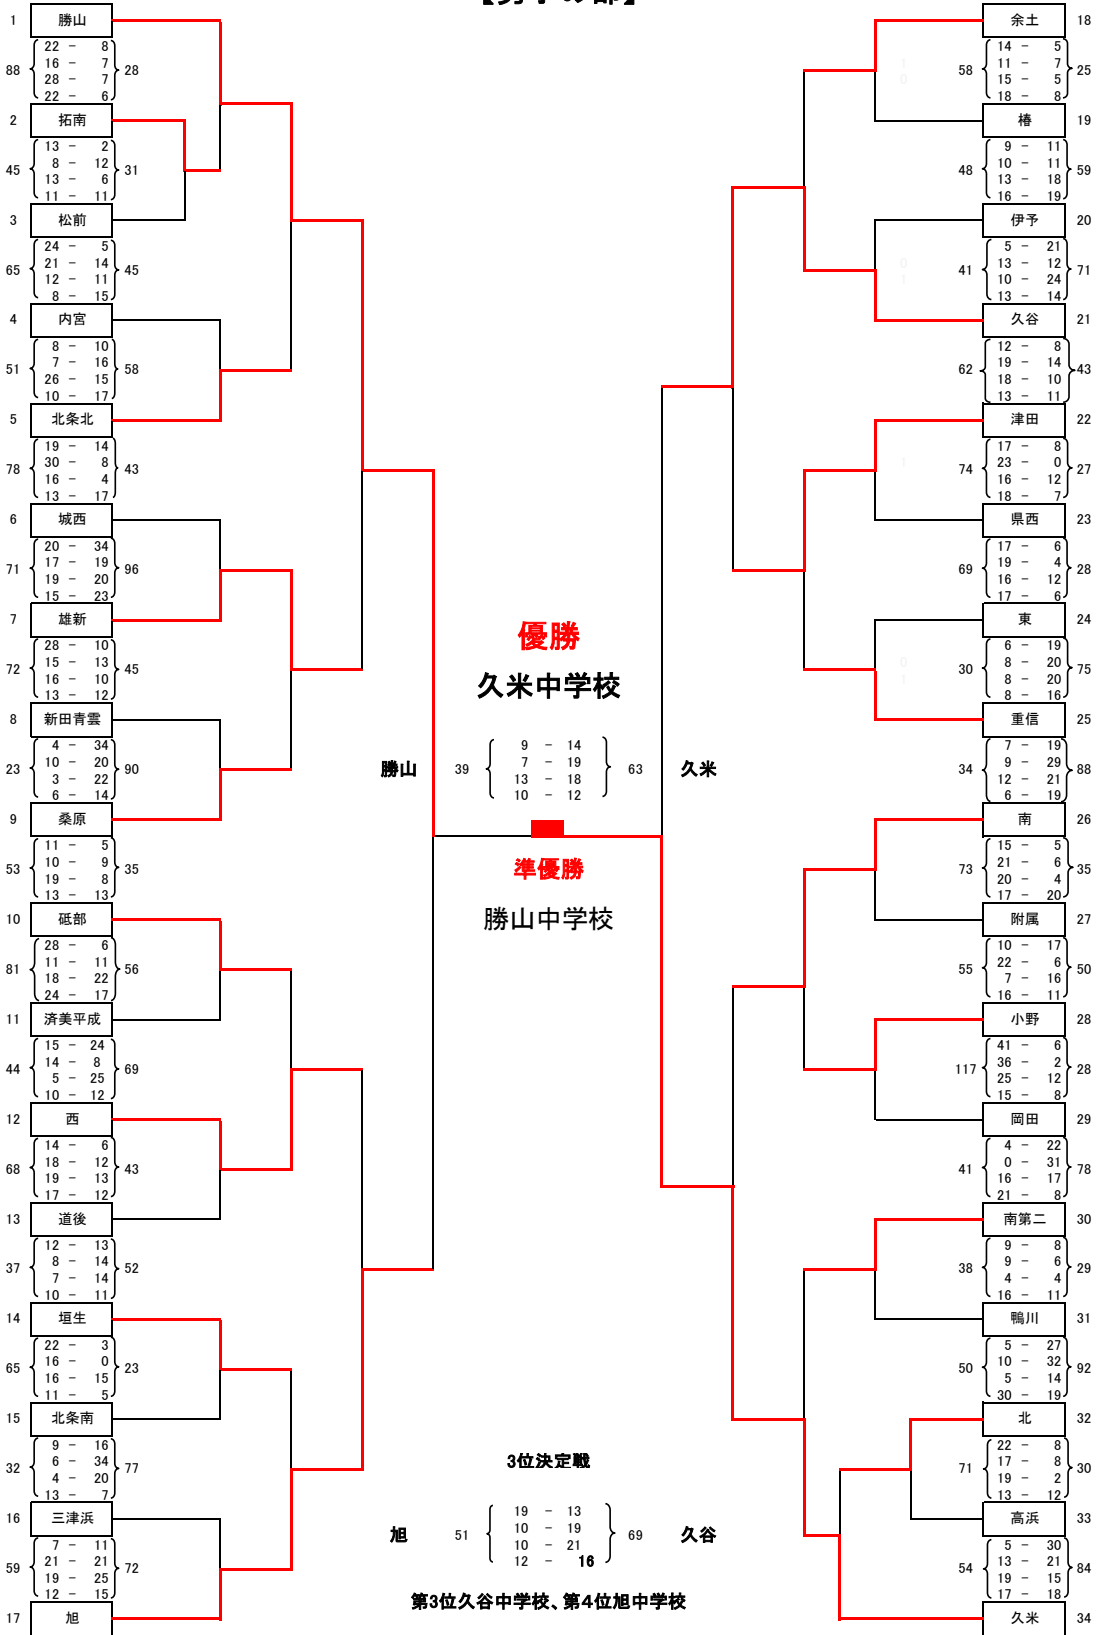 1 勝山
88 22 - 8 28
16 - 7
28 - 7
22 - 6
2 拓南
45 13 - 2 31
8 - 12
13 - 6
11 - 11
3 松前
65 24 - 5 45
21 - 14
12 - 11
8 - 15
4 内宮
51 8 - 10 58
7 - 16
26 - 15
10 - 17
5 北条北
78 19 - 14 43
30 - 8
16 - 4
13 - 17
6 城西
71 20 - 34 96
17 - 19
19 - 20
15 - 23
7 雄新
72 28 - 10 45
15 - 13
16 - 10
13 - 12
8 新田青雲
23 4 - 34 90
10 - 20
3 - 22
6 - 14
9 桑原
53 11 - 5 35
10 - 9
19 - 8
13 - 13
10 砥部
81 28 - 6 56
11 - 11
18 - 22
24 - 17
11 済美平成
44 15 - 24 69
14 - 8
5 - 25
10 - 12
12 西
68 14 - 6 43
18 - 12
19 - 13
17 - 12
13 道後
37 12 - 13 52
8 - 14
7 - 14
10 - 11
14 垣生
65 22 - 3 23
16 - 0
16 - 15
11 - 5
15 北条南
32 9 - 16 77
6 - 34
4 - 20
13 - 7
16 三津浜
59 7 - 11 72
21 - 21
19 - 25
12 - 15
17 旭
優勝
久米中学校
勝山 39 9 - 14 63 久米
7 - 19
13 - 18
10 - 12
準優勝
勝山中学校
3位決定戦
旭 51 19 - 13 69 久谷
10 - 19
10 - 21
12 - 16
第3位久谷中学校、第4位旭中学校
余土 18
58 14 - 5 25
11 - 7
15 - 5
18 - 8
椿 19
48 9 - 11 59
10 - 11
13 - 18
16 - 19
伊予 20
41 5 - 21 71
13 - 12
10 - 24
13 - 14
久谷 21
62 12 - 8 43
19 - 14
18 - 10
13 - 11
津田 22
74 17 - 8 27
23 - 0
16 - 12
18 - 7
県西 23
69 17 - 6 28
19 - 4
16 - 12
17 - 6
東 24
30 6 - 19 75
8 - 20
8 - 20
8 - 16
重信 25
34 7 - 19 88
9 - 29
12 - 21
6 - 19
南 26
73 15 - 5 35
21 - 6
20 - 4
17 - 20
附属 27
55 10 - 17 50
22 - 6
7 - 16
16 - 11
小野 28
117 41 - 6 28
36 - 2
25 - 12
15 - 8
岡田 29
41 4 - 22 78
0 - 31
16 - 17
21 - 8
南第二 30
38 9 - 8 29
9 - 6
4 - 4
16 - 11
鴨川 31
50 5 - 27 92
10 - 32
5 - 14
30 - 19
北 32
71 22 - 8 30
17 - 8
19 - 2
13 - 12
高浜 33
54 5 - 30 84
13 - 21
19 - 15
17 - 18
久米 34